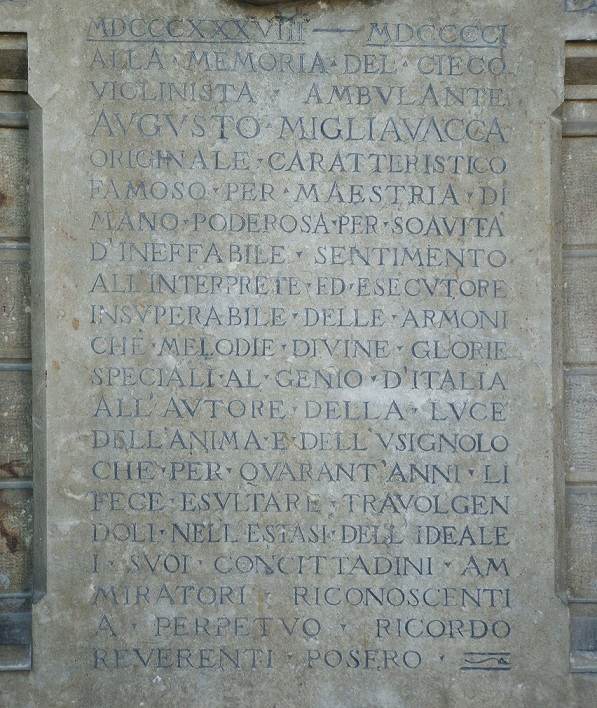 MDCCCXXXVIII — MDCCCCI
ALLA · MEMORIA · DEL · CIECO
VIOLINISTA · AMBVLANTE
AVGVSTO · MIGLIAVACCA
ORIGINALE · CARATTERISTICO
FAMOSO · PER · MAESTRIA · DI
MANO · PODEROSA · PER · SOAVITA'
D'INEFFABILE · SENTIMENTO
ALL'INTERPRETE · ED · ESECVTORE
INSVPERABILE · DELLE · ARMONI
CHE · MELODIE · DIVINE · GLORIE
SPECIALI · AL · GENIO · D'ITALIA
ALL'AVTORE · DELLA · LVCE
DELL'ANIMA · E · DELL'VSIGNOLO
CHE · PER · QVARANT'ANNI · LI
FECE · ESVLTARE · TRAVOLGEN
DOLI · NELL'ESTASI · DELL'IDEALE
I · SVOI · CONCITTADINI · AM
MIRATORI · RICONOSCENTI
A · PERPETVO · RICORDO
REVERENTI · POSERO ·